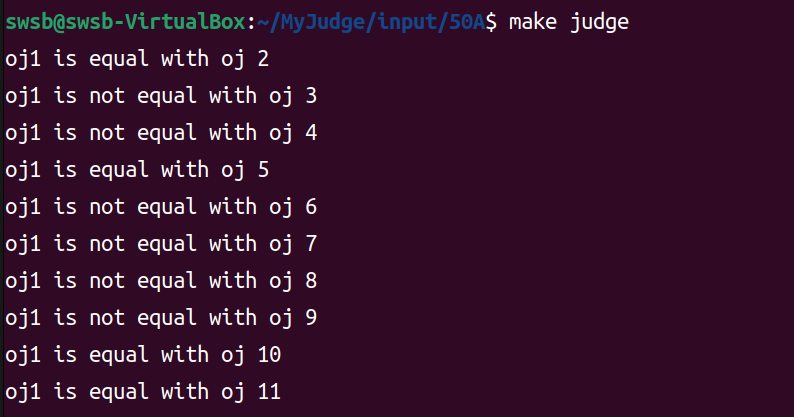 swsb@swsb-VirtualBox:~/MyJudge/input/50A$ make judge
oj1 is equal with oj 2
oj1 is not equal with oj 3
oj1 is not equal with oj 4
oj1 is equal with oj 5
oj1 is not equal with oj 6
oj1 is not equal with oj 7
oj1 is not equal with oj 8
oj1 is not equal with oj 9
oj1 is equal with oj 10
oj1 is equal with oj 11